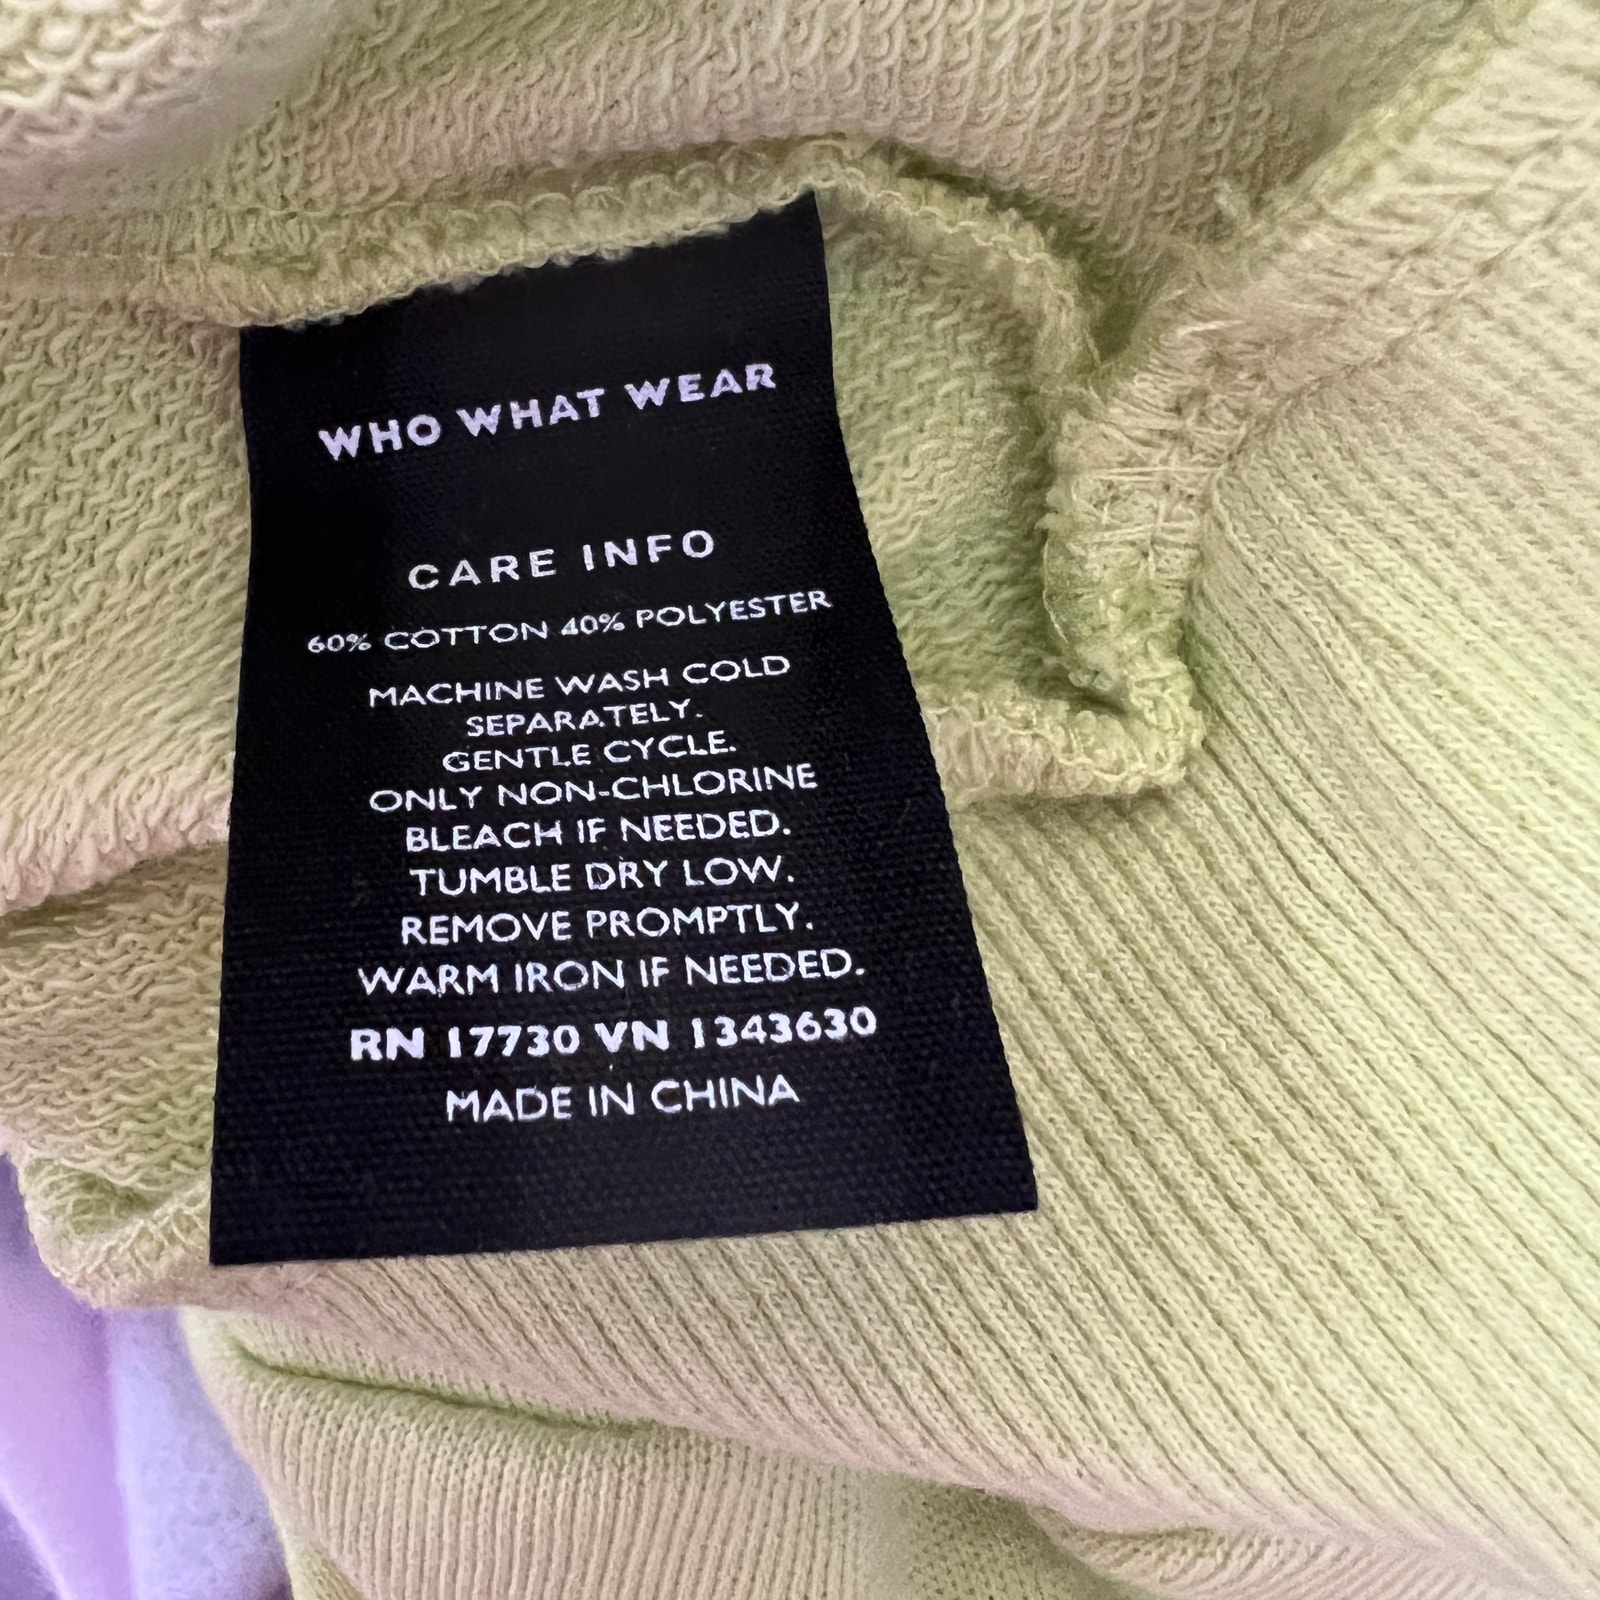 WHO WHAT WEAR
CARE INFO
60% COTTON 40% POLYESTER
MACHINE WASH COLD
SEPARATELY.
GENTLE CYCLE.
ONLY NON-CHLORINE
BLEACH IF NEEDED.
TUMBLE DRY LOW.
REMOVE PROMPTLY.
WARM IRON IF NEEDED.
RN 17730 VN 1343630
MADE IN CHINA